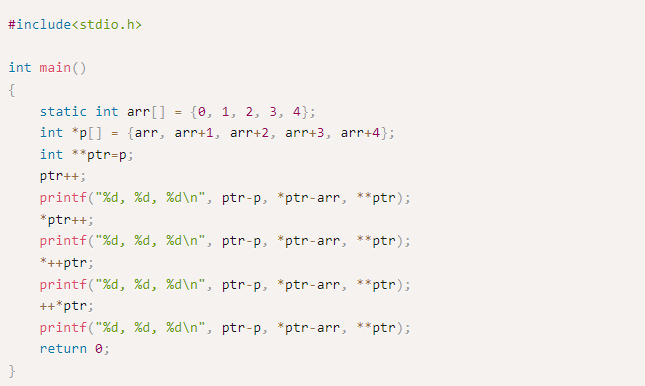 #include<stdio.h>
int main()
{
static int arr[] = {0, 1, 2, 3, 4};
int *p[] = {arr, arr+1, arr+2, arr+3, arr+4};
int **ptr=p;
ptr++;
printf("%d, %d, %d\n", ptr-p, *ptr-arr, **ptr);
*ptr++;
printf("%d, %d, %d\n", ptr-p, *ptr-arr, **ptr);
*++ptr;
printf("%d, %d, %d\n", ptr-p, *ptr-arr, **ptr);
++*ptr;
printf("%d, %d, %d\n", ptr-p, *ptr-arr, **ptr);
return 0;
}